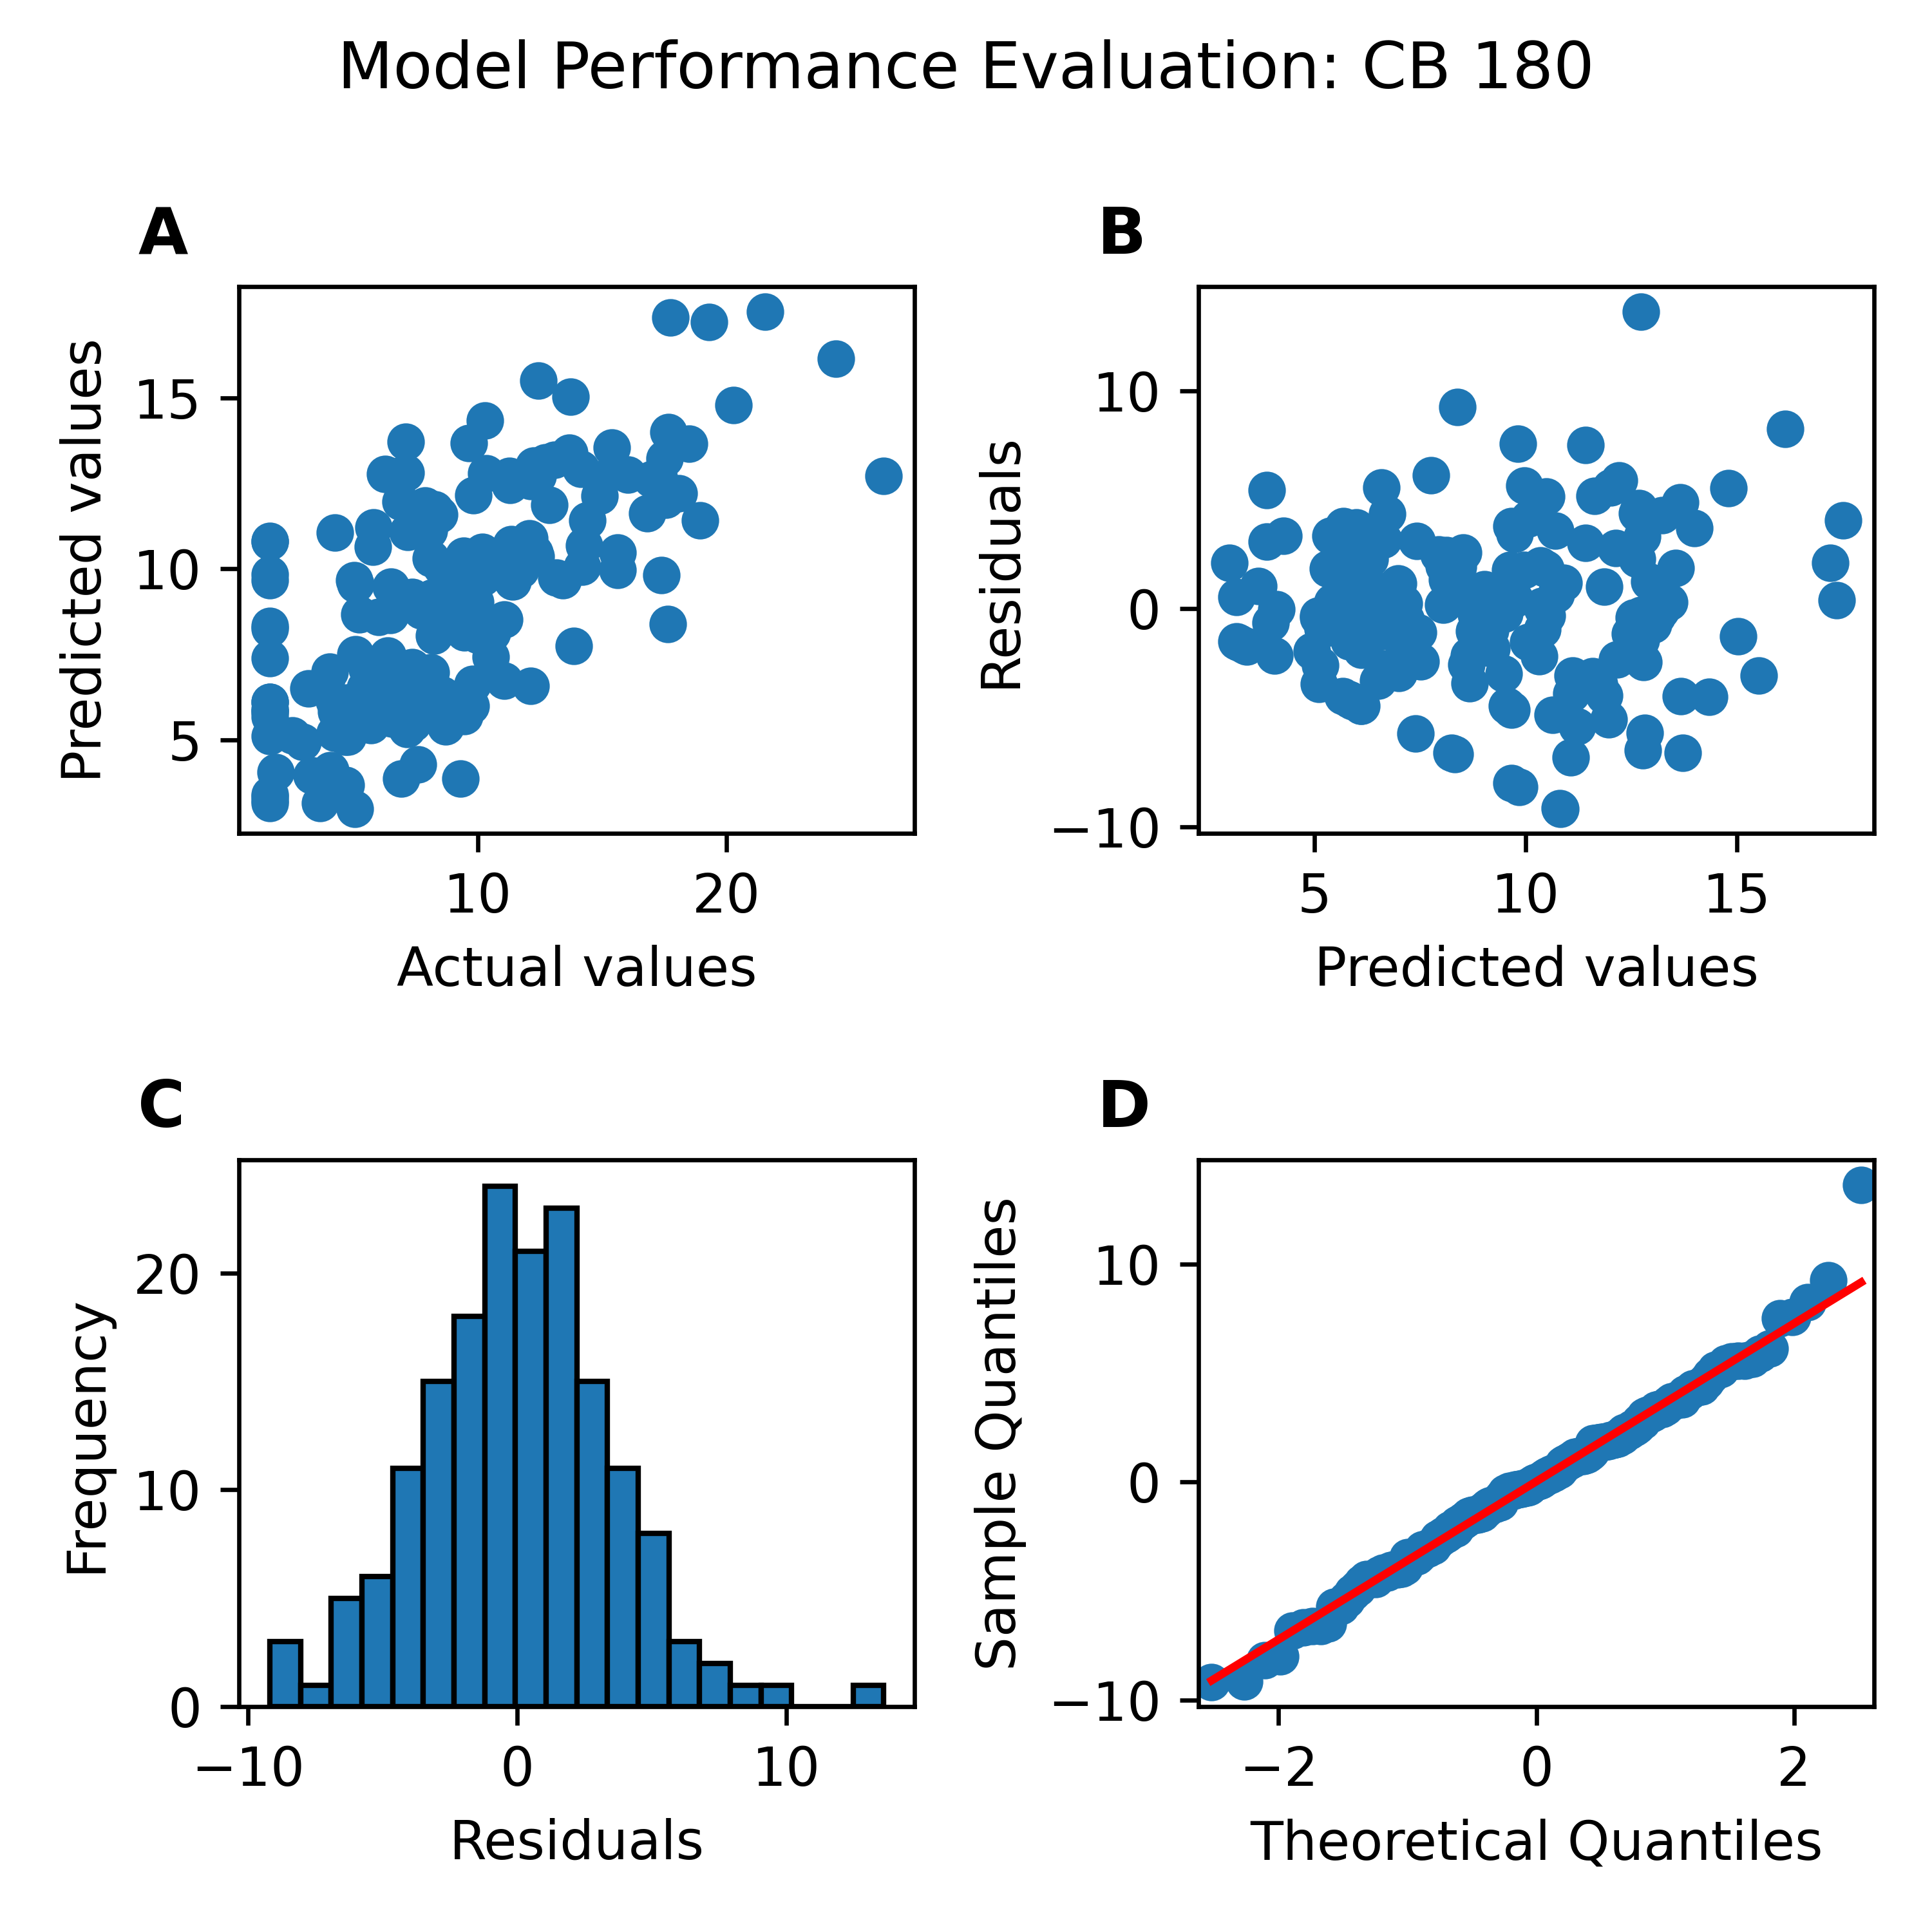 Model Performance Evaluation: CB 180
A
B
Predicted values
15
10
5
10
20
Actual values
Residuals
10
0
−10
5
10
15
Predicted values
C
D
Frequency
20
10
0
−10
0
10
Residuals
Sample Quantiles
10
0
−10
−2
0
2
Theoretical Quantiles